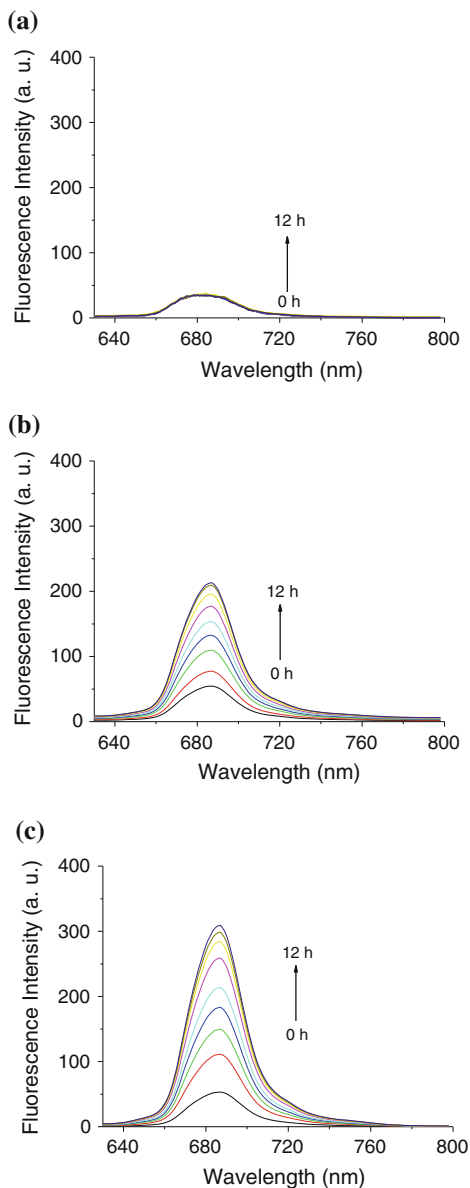 (a)
Fluorescence Intensity (a. u.)
400
300
200
100
0
12 h
0 h
640 680 720 760 800
Wavelength (nm)
(b)
Fluorescence Intensity (a. u.)
400
300
200
100
0
12 h
0 h
640 680 720 760 800
Wavelength (nm)
(c)
Fluorescence Intensity (a. u.)
400
300
200
100
0
12 h
0 h
640 680 720 760 800
Wavelength (nm)